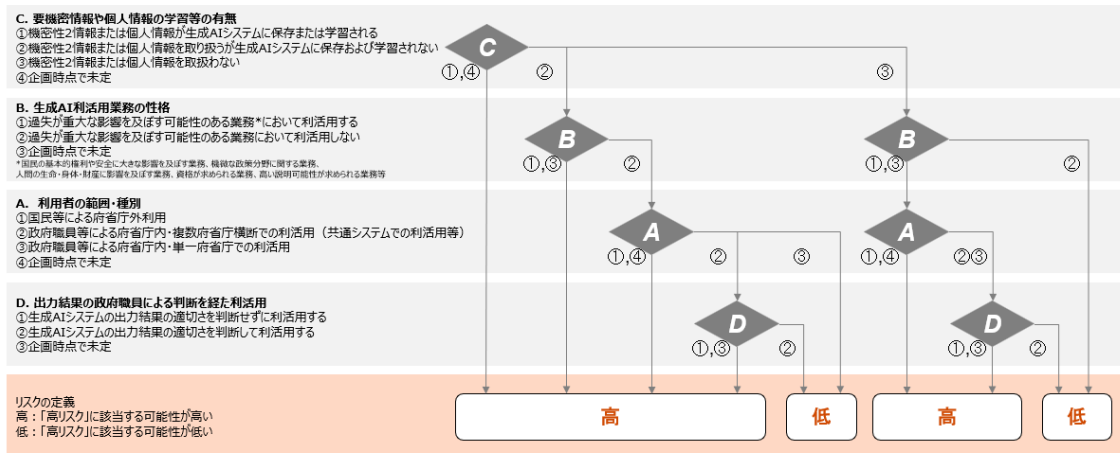 C. 要機密情報や個人情報の学習等の有無
①機密性2情報または個人情報が生成AIシステムに保存または学習される
②機密性2情報または個人情報を取り扱うが生成AIシステムに保存および学習されない
③機密性2情報または個人情報を取扱わない
④企画時点で未定
C
①,④
②
③
B. 生成AI利活用業務の性格
①過失が重大な影響を及ぼす可能性のある業務*において利活用する
②過失が重大な影響を及ぼす可能性のある業務において利活用しない
③企画時点で未定
*国民の基本的権利や安全に大きな影響を及ぼす業務、機微な政策分野に関する業務、
人間の生命・身体・財産に影響を及ぼす業務、資格が求められる業務、高い説明可能性が求められる業務等
B
①,③
②
B
①,③
②
A. 利用者の範囲・種別
①国民等による府省庁外利用
②政府職員等による府省庁内・複数府省庁横断での利活用（共通システムでの利活用等）
③政府職員等による府省庁内・単一府省庁での利活用
④企画時点で未定
A
①,④
②
③
A
①,④
②③
D. 出力結果の政府職員による判断を経た利活用
①生成AIシステムの出力結果の適切さを判断せずに利活用する
②生成AIシステムの出力結果の適切さを判断して利活用する
③企画時点で未定
D
①,③
②
D
①,③
②
リスクの定義
高：「高リスク」に該当する可能性が高い
低：「高リスク」に該当する可能性が低い
高
低
高
低